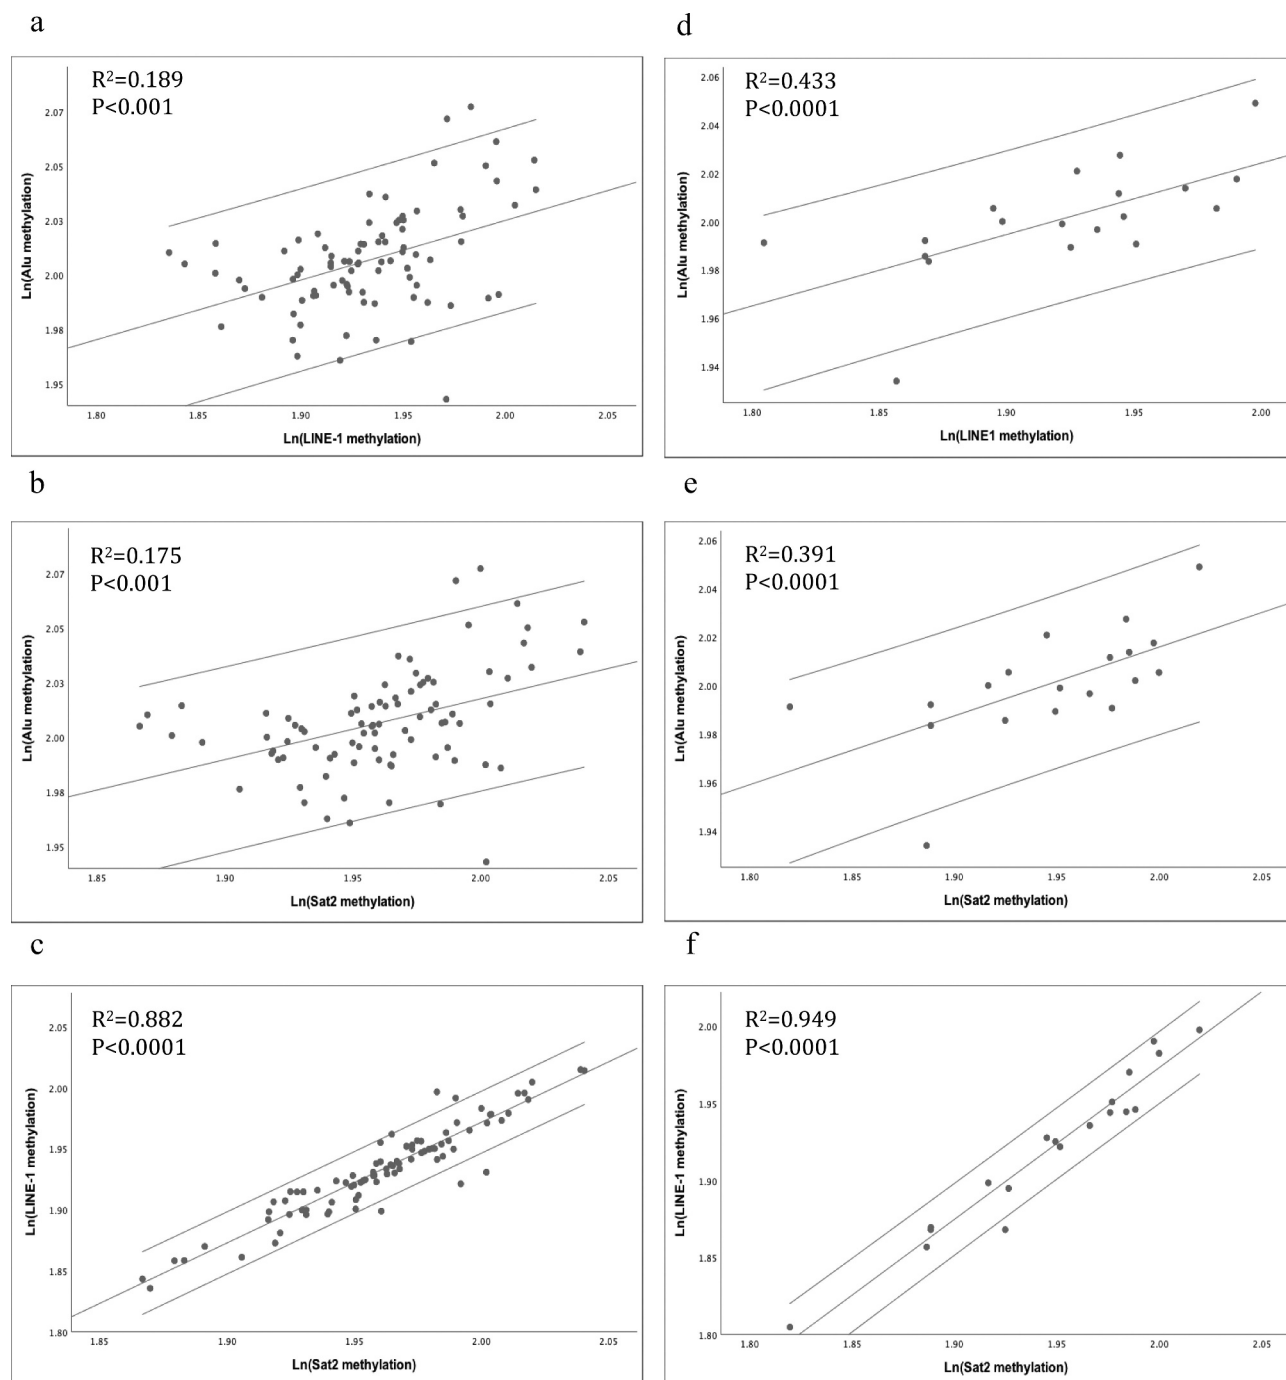 a
R²=0.189
P<0.001
Ln(Alu methylation)
2.07
2.05
2.03
2.00
1.98
1.95
1.80 1.85 1.90 1.95 2.00 2.05
Ln(LINE-1 methylation)
d
R²=0.433
P<0.0001
Ln(Alu methylation)
2.06
2.04
2.02
2.00
1.98
1.96
1.94
1.80 1.85 1.90 1.95 2.00
Ln(LINE1 methylation)
b
R²=0.175
P<0.001
Ln(Alu methylation)
2.07
2.05
2.03
2.00
1.98
1.95
1.85 1.90 1.95 2.00 2.05
Ln(Sat2 methylation)
e
R²=0.391
P<0.0001
Ln(Alu methylation)
2.06
2.04
2.02
2.00
1.98
1.96
1.94
1.80 1.85 1.90 1.95 2.00 2.05
Ln(Sat2 methylation)
c
R²=0.882
P<0.0001
Ln(LINE-1 methylation)
2.05
2.00
1.95
1.90
1.85
1.80
1.85 1.90 1.95 2.00 2.05
Ln(Sat2 methylation)
f
R²=0.949
P<0.0001
Ln(LINE-1 methylation)
2.00
1.95
1.90
1.85
1.80
1.80 1.85 1.90 1.95 2.00 2.05
Ln(Sat2 methylation)